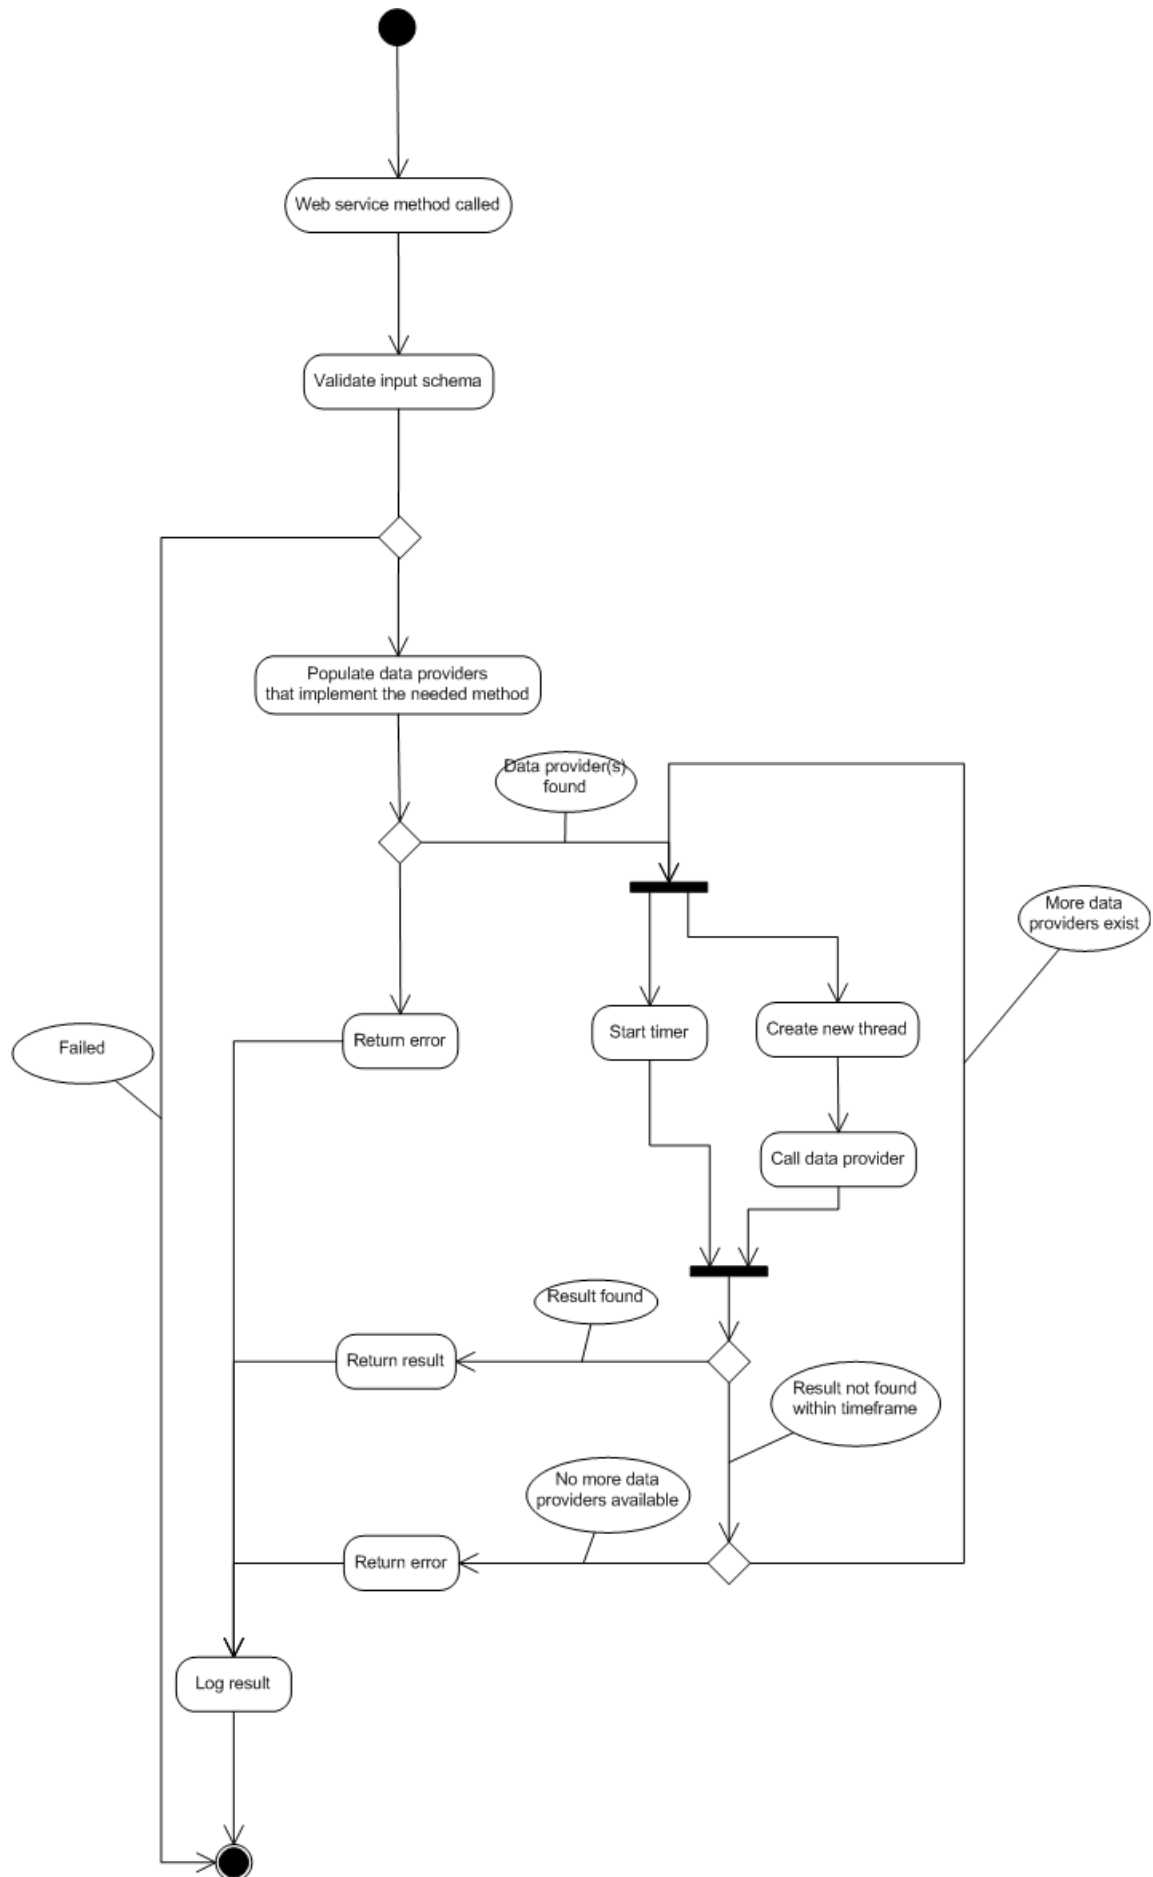 Web service method called
Validate input schema
Populate data providers
that implement the needed method
Data provider(s)
found
More data
providers exist
Failed
Return error
Start timer
Create new thread
Call data provider
Result found
Return result
Result not found
within timeframe
No more data
providers available
Return error
Log result